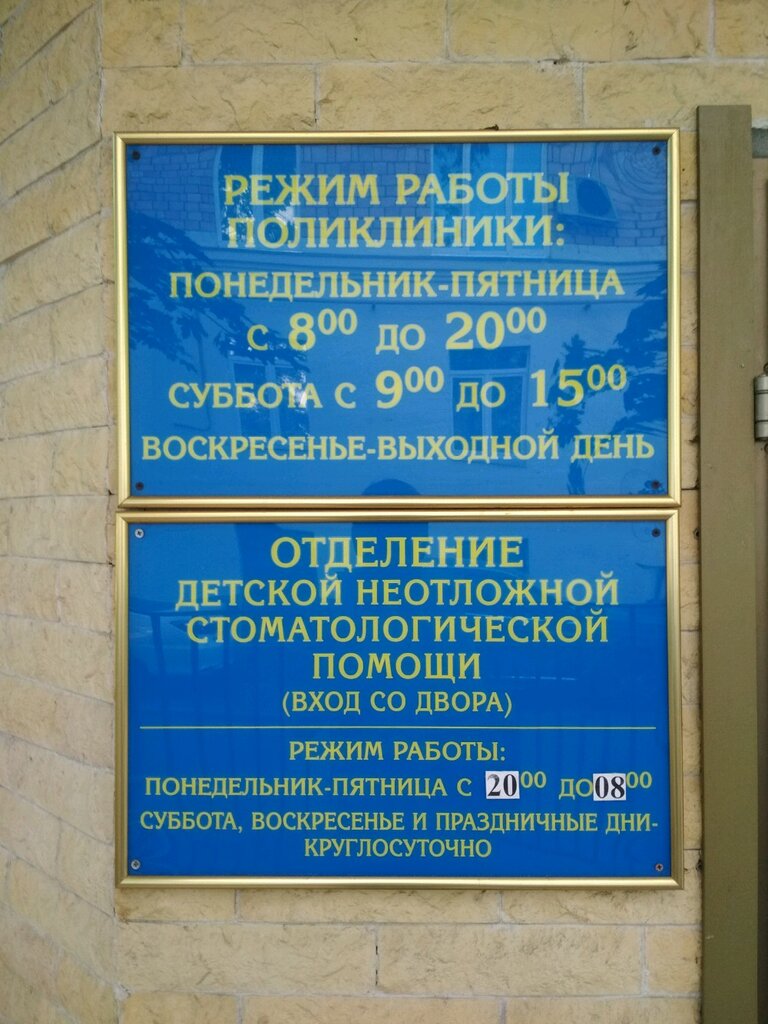 РЕЖИМ РАБОТЫ
ПОЛИКЛИНИКИ:
ПОНЕДЕЛЬНИК-ПЯТНИЦА
С 8⁰⁰ ДО 20⁰⁰
СУББОТА С 9⁰⁰ ДО 15⁰⁰
ВОСКРЕСЕНЬЕ-ВЫХОДНОЙ ДЕНЬ
ОТДЕЛЕНИЕ
ДЕТСКОЙ НЕОТЛОЖНОЙ
СТОМАТОЛОГИЧЕСКОЙ
ПОМОЩИ
(ВХОД СО ДВОРА)
РЕЖИМ РАБОТЫ:
ПОНЕДЕЛЬНИК-ПЯТНИЦА С 20⁰⁰ ДО 08⁰⁰
СУББОТА, ВОСКРЕСЕНЬЕ И ПРАЗДНИЧНЫЕ ДНИ-
КРУГЛОСУТОЧНО